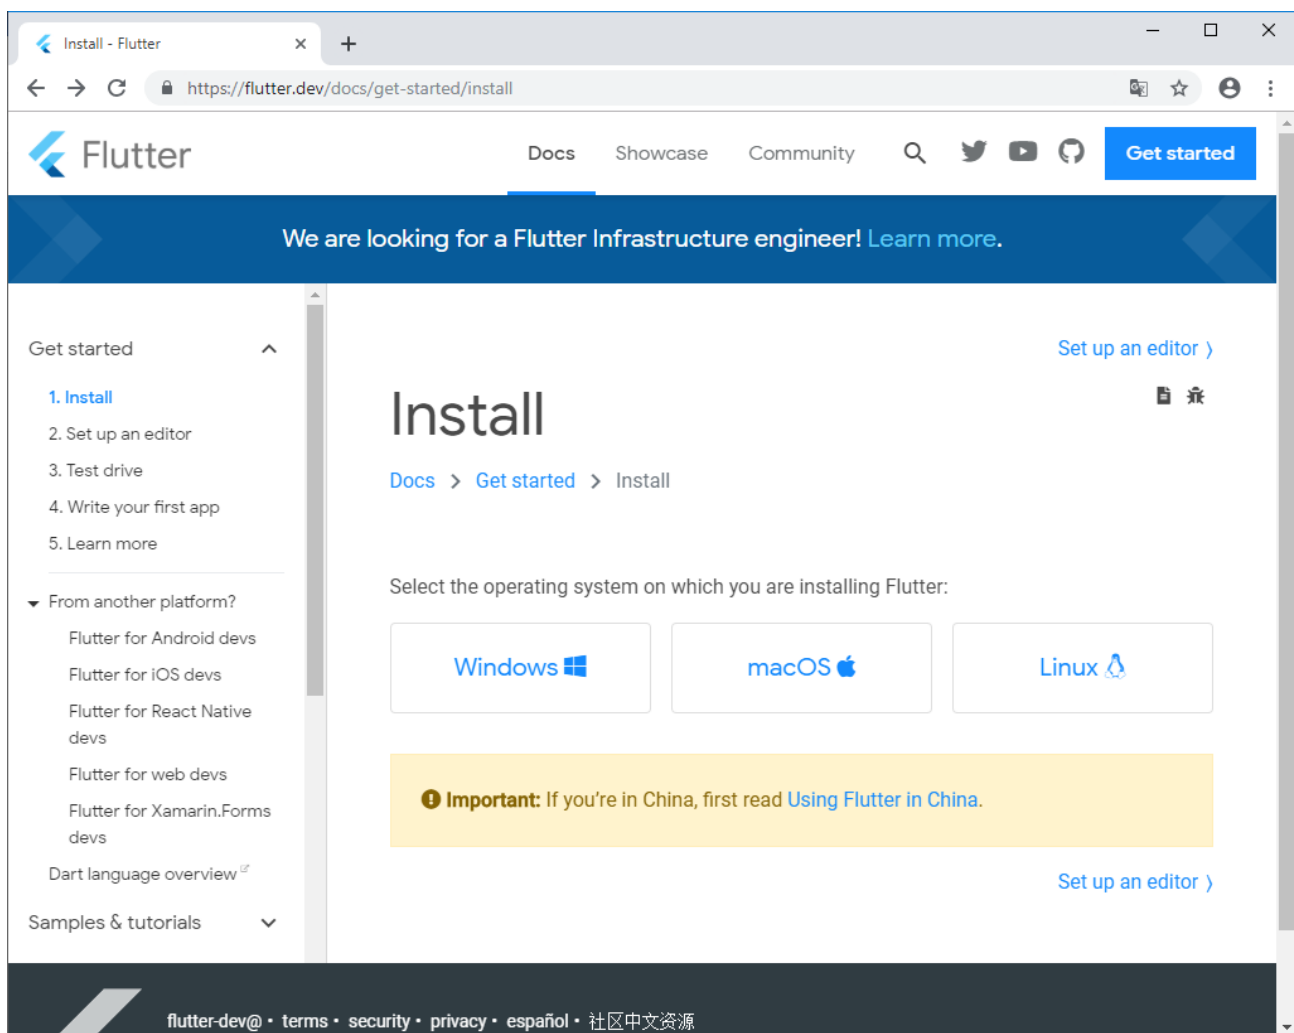 Install - Flutter
https://flutter.dev/docs/get-started/install
Flutter
Docs Showcase Community Get started
We are looking for a Flutter Infrastructure engineer! Learn more.
Get started
1. Install
2. Set up an editor
3. Test drive
4. Write your first app
5. Learn more
From another platform?
Flutter for Android devs
Flutter for iOS devs
Flutter for React Native
devs
Flutter for web devs
Flutter for Xamarin.Forms
devs
Dart language overview
Samples & tutorials
Set up an editor
Install
Docs > Get started > Install
Select the operating system on which you are installing Flutter:
Windows macOS Linux
Important: If you’re in China, first read Using Flutter in China.
Set up an editor
flutter-dev@ • terms • security • privacy • español • 社区中文资源